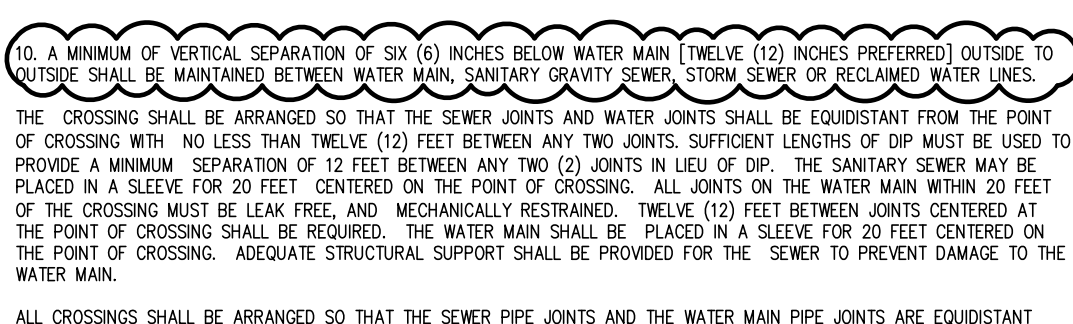 10. A MINIMUM OF VERTICAL SEPARATION OF SIX (6) INCHES BELOW WATER MAIN [TWELVE (12) INCHES PREFERRED] OUTSIDE TO
OUTSIDE SHALL BE MAINTAINED BETWEEN WATER MAIN, SANITARY GRAVITY SEWER, STORM SEWER OR RECLAIMED WATER LINES.
THE CROSSING SHALL BE ARRANGED SO THAT THE SEWER JOINTS AND WATER JOINTS SHALL BE EQUIDISTANT FROM THE POINT
OF CROSSING WITH NO LESS THAN TWELVE (12) FEET BETWEEN ANY TWO JOINTS. SUFFICIENT LENGTHS OF DIP MUST BE USED TO
PROVIDE A MINIMUM SEPARATION OF 12 FEET BETWEEN ANY TWO (2) JOINTS IN LIEU OF DIP. THE SANITARY SEWER MAY BE
PLACED IN A SLEEVE FOR 20 FEET CENTERED ON THE POINT OF CROSSING. ALL JOINTS ON THE WATER MAIN WITHIN 20 FEET
OF THE CROSSING MUST BE LEAK FREE, AND MECHANICALLY RESTRAINED. TWELVE (12) FEET BETWEEN JOINTS CENTERED AT
THE POINT OF CROSSING SHALL BE REQUIRED. THE WATER MAIN SHALL BE PLACED IN A SLEEVE FOR 20 FEET CENTERED ON
THE POINT OF CROSSING. ADEQUATE STRUCTURAL SUPPORT SHALL BE PROVIDED FOR THE SEWER TO PREVENT DAMAGE TO THE
WATER MAIN.
ALL CROSSINGS SHALL BE ARRANGED SO THAT THE SEWER PIPE JOINTS AND THE WATER MAIN PIPE JOINTS ARE EQUIDISTANT